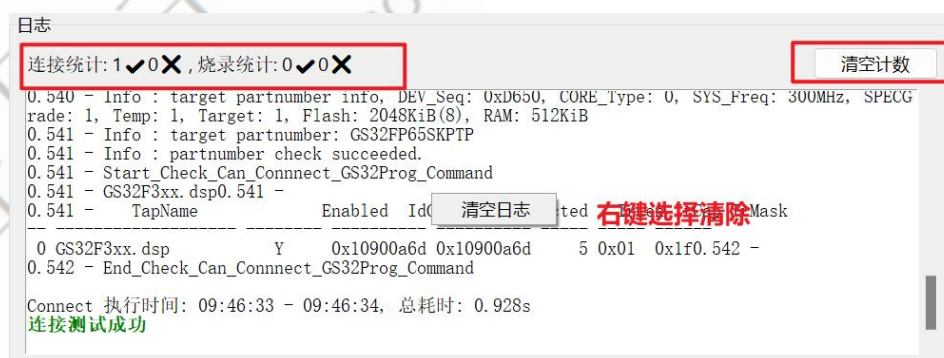 日志
连接统计: 1✔0✖ ,烧录统计: 0✔0✖
清空计数
0.540 - Info : target partnumber info, DEV_Seq: 0xD650, CORE_Type: 0, SYS_Freq: 300MHz, SPECG
rade: 1, Temp: 1, Target: 1, Flash: 2048KiB(8), RAM: 512KiB
0.541 - Info : target partnumber: GS32FP65SKPTP
0.541 - Info : partnumber check succeeded.
0.541 - Start_Check_Can_Connnect_GS32Prog_Command
0.541 - GS32F3xx.dsp0.541 -
0.541 - TapName Enabled 清空日志 ted 右键选择清除 Mask
-- ------------------- -------- ---------- ---------- ----- ----- ------
0 GS32F3xx.dsp Y 0x10900a6d 0x10900a6d 5 0x01 0x1f0.542 -
0.542 - End_Check_Can_Connnect_GS32Prog_Command
Connect 执行时间: 09:46:33 - 09:46:34, 总耗时: 0.928s
连接测试成功